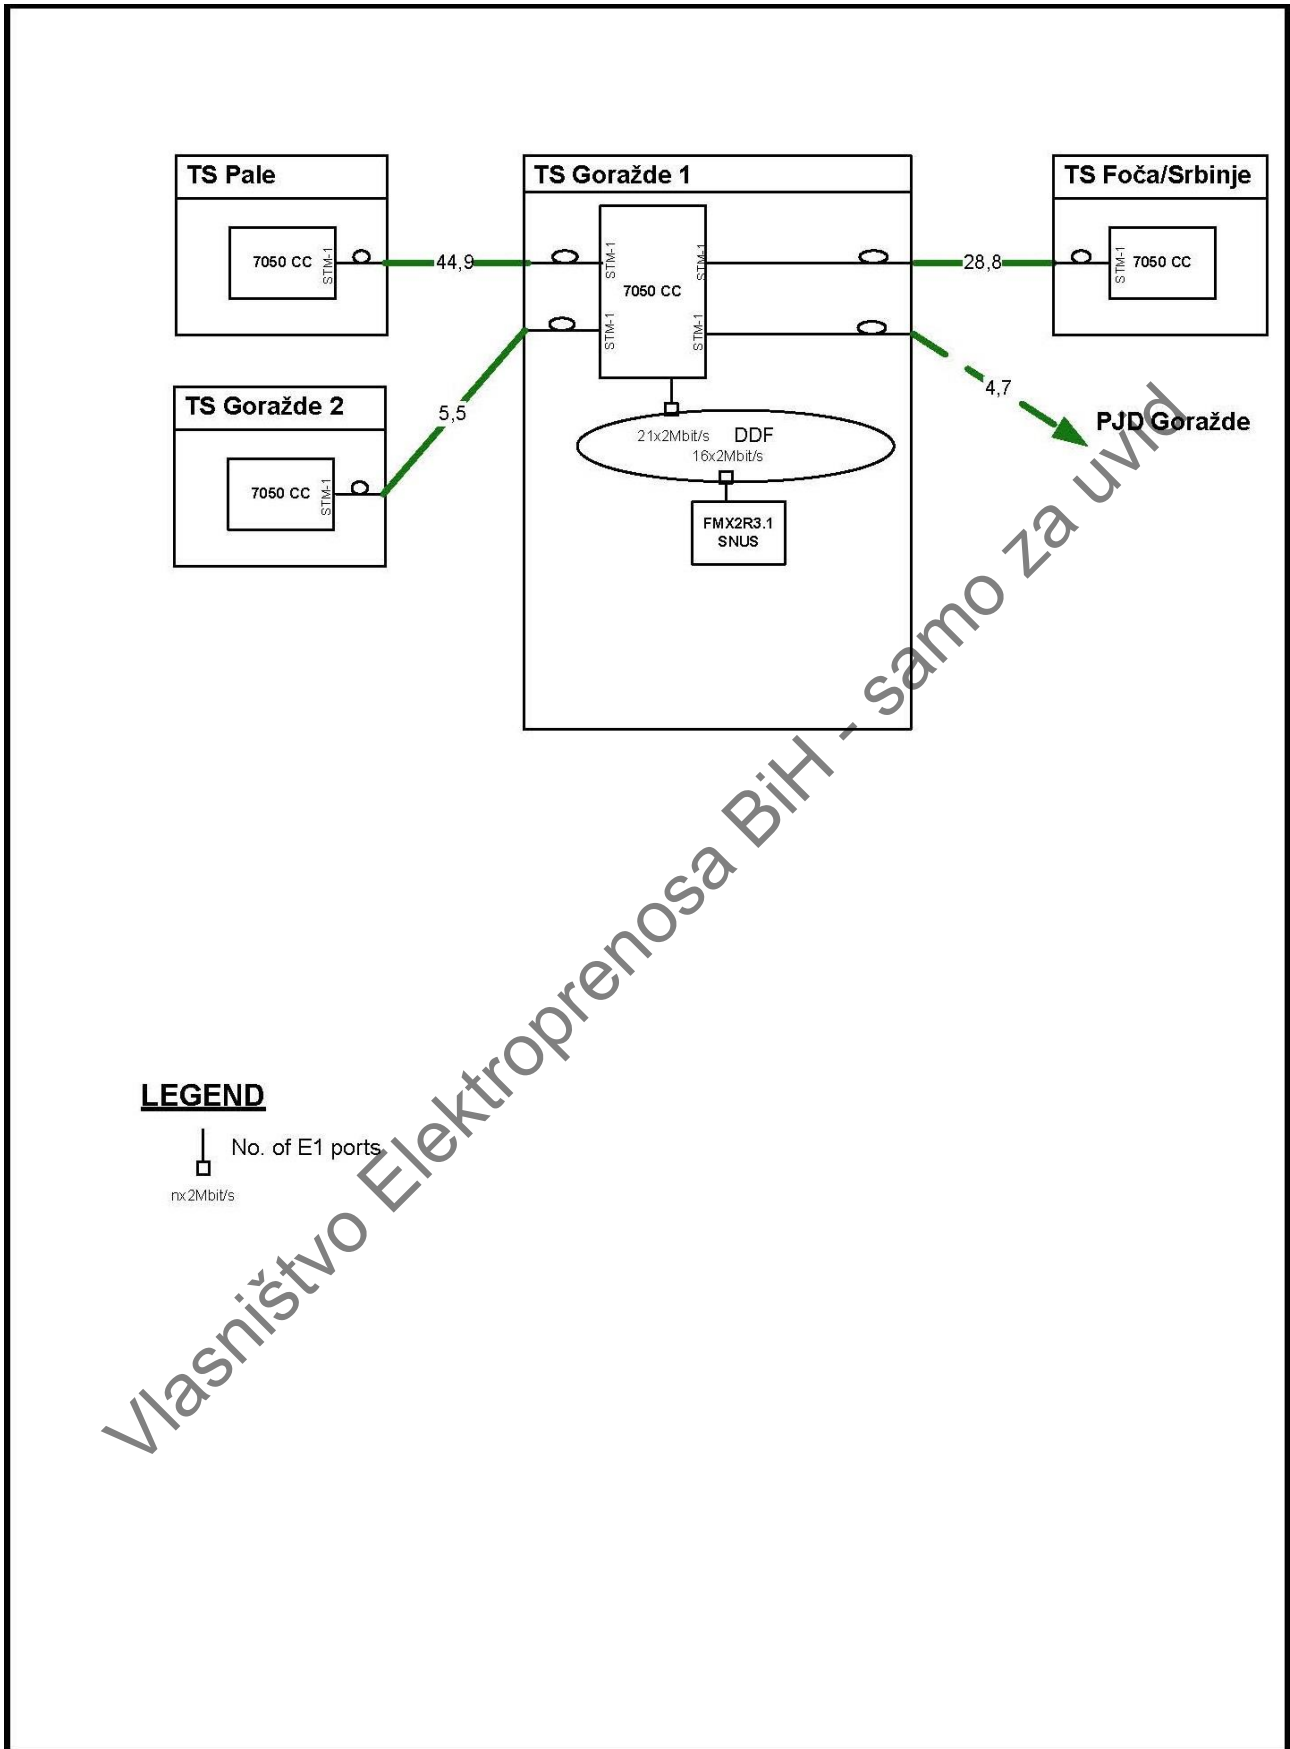 TS Pale
7050 CC
STM-1
44,9
TS Goražde 1
STM-1
STM-1
7050 CC
STM-1
STM-1
28,8
TS Foča/Srbinje
STM-1
7050 CC
TS Goražde 2
7050 CC
STM-1
5,5
4,7
PJD Goražde
21x2Mbit/s
DDF
16x2Mbit/s
FMX2R3.1
SNUS
LEGEND
No. of E1 ports
nx2Mbit/s
Vlasništvo Elektroprenosa BiH - samo za uvid